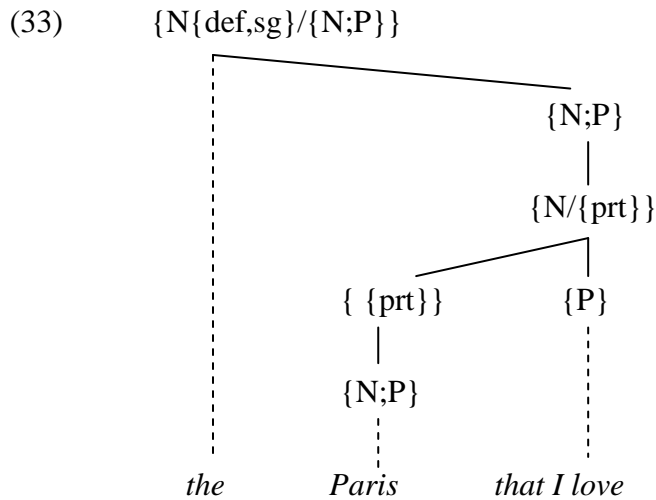 (33) {N{def,sg}/{N;P}}
{N;P}
{N/{prt}}
{ {prt}} {P}
{N;P}
the Paris that I love